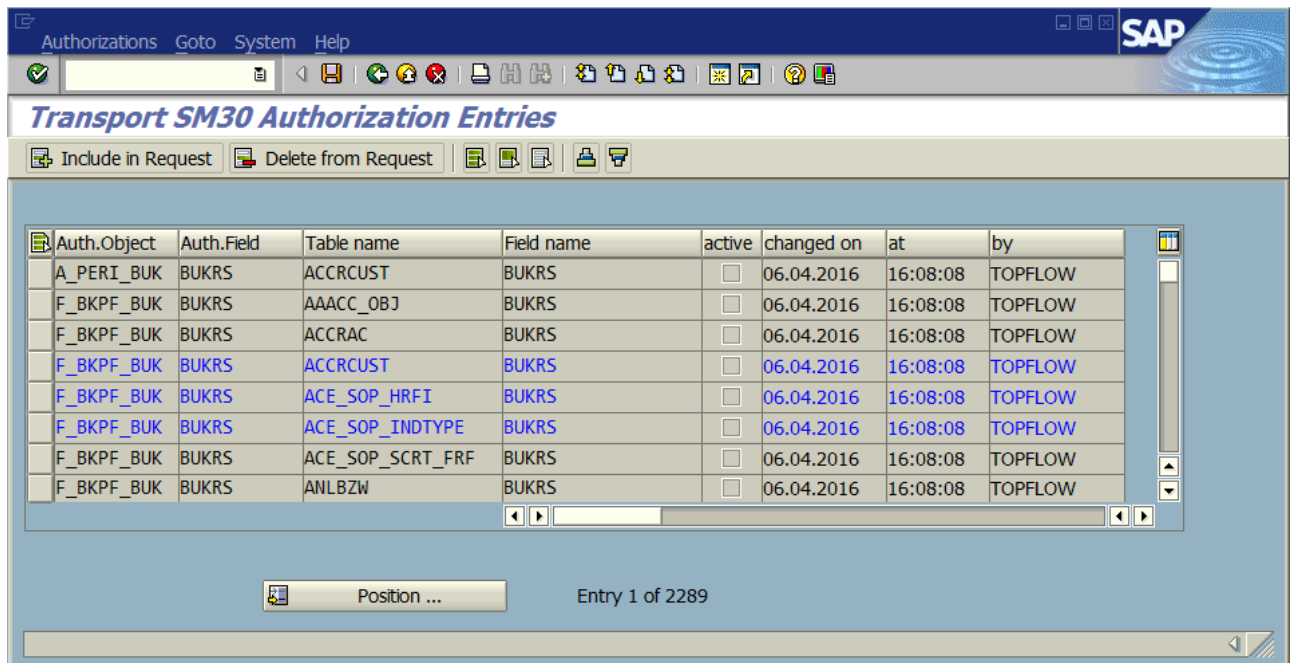 Authorizations Goto System Help
SAP
Transport SM30 Authorization Entries
Include in Request Delete from Request
Auth.Object Auth.Field Table name Field name active changed on at by
A_PERI_BUK BUKRS ACCRCUST BUKRS 06.04.2016 16:08:08 TOPFLOW
F_BKPF_BUK BUKRS AAACC_OBJ BUKRS 06.04.2016 16:08:08 TOPFLOW
F_BKPF_BUK BUKRS ACCRAC BUKRS 06.04.2016 16:08:08 TOPFLOW
F_BKPF_BUK BUKRS ACCRCUST BUKRS 06.04.2016 16:08:08 TOPFLOW
F_BKPF_BUK BUKRS ACE_SOP_HRFI BUKRS 06.04.2016 16:08:08 TOPFLOW
F_BKPF_BUK BUKRS ACE_SOP_INDTYPE BUKRS 06.04.2016 16:08:08 TOPFLOW
F_BKPF_BUK BUKRS ACE_SOP_SCRT_FRF BUKRS 06.04.2016 16:08:08 TOPFLOW
F_BKPF_BUK BUKRS ANLBZW BUKRS 06.04.2016 16:08:08 TOPFLOW
Position ... Entry 1 of 2289